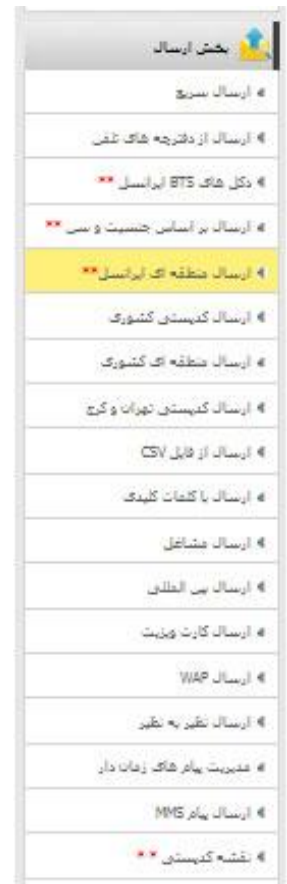 بخش ارسال
ارسال سریع
ارسال از دفترچه های تلفن
دکل های BTS ایرانسل **
ارسال بر اساس جنسیت و سن **
ارسال منطقه ای ایرانسل**
ارسال کدپستی کشوری
ارسال منطقه ای کشوری
ارسال کدپستی تهران و کرج
ارسال از فایل CSV
ارسال با کلمات کلیدی
ارسال مشاغل
ارسال بین المللی
ارسال کارت ویزیت
ارسال WAP
ارسال نظیر به نظیر
مدیریت پیام های زمان دار
ارسال پیام MMS
نقشه کدپستی * *